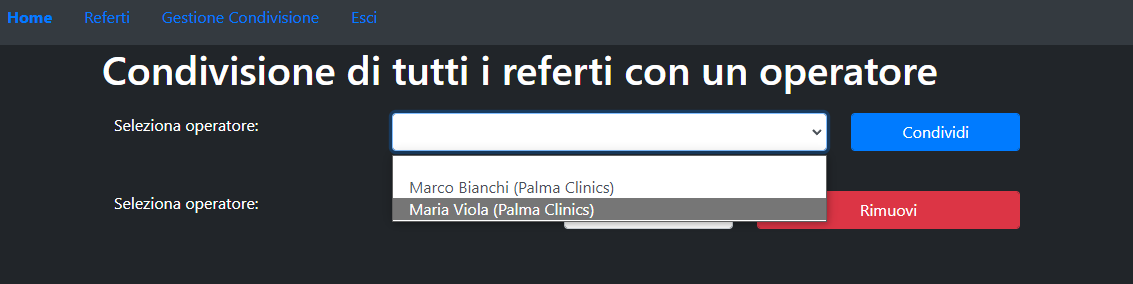 Home Referti Gestione Condivisione Esci
Condivisione di tutti i referti con un operatore
Seleziona operatore: Condividi
Marco Bianchi (Palma Clinics)
Seleziona operatore: Maria Viola (Palma Clinics) Rimuovi